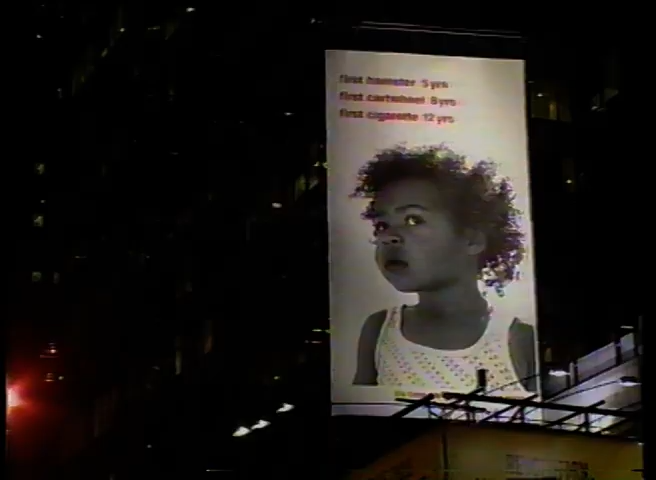 first hamster 5 yrs
first cartwheel 8 yrs
first cigarette 12 yrs